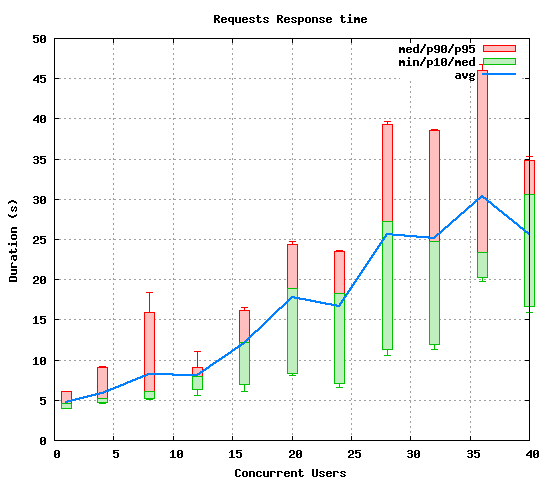 Requests Response time
med/p90/p95
min/p10/med
avg
50
45
40
35
30
25
20
15
10
5
0
Duration (s)
0 5 10 15 20 25 30 35 40
Concurrent Users